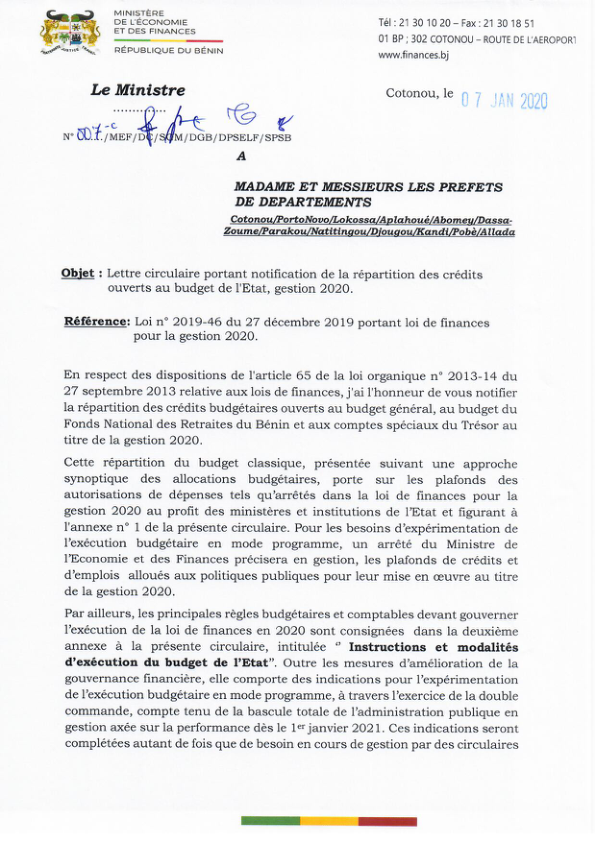 MINISTÈRE
DE L'ÉCONOMIE
ET DES FINANCES
RÉPUBLIQUE DU BÉNIN
Tél : 21 30 10 20 – Fax : 21 30 18 51
01 BP ; 302 COTONOU – ROUTE DE L'AEROPORT
www.finances.bj
Le Ministre
Cotonou, le 07 JAN 2020
N° 007-c/MEF/DC/SGM/DGB/DPSELF/SPSB
A
MADAME ET MESSIEURS LES PREFETS
DE DEPARTEMENTS
Cotonou/PortoNovo/Lokossa/Aplahoué/Abomey/Dassa-
Zoume/Parakou/Natitingou/Djougou/Kandi/Pobè/Allada
Objet : Lettre circulaire portant notification de la répartition des crédits
ouverts au budget de l'Etat, gestion 2020.
Référence: Loi n° 2019-46 du 27 décembre 2019 portant loi de finances
pour la gestion 2020.
En respect des dispositions de l'article 65 de la loi organique n° 2013-14 du
27 septembre 2013 relative aux lois de finances, j'ai l'honneur de vous notifier
la répartition des crédits budgétaires ouverts au budget général, au budget du
Fonds National des Retraites du Bénin et aux comptes spéciaux du Trésor au
titre de la gestion 2020.
Cette répartition du budget classique, présentée suivant une approche
synoptique des allocations budgétaires, porte sur les plafonds des
autorisations de dépenses tels qu'arrêtés dans la loi de finances pour la
gestion 2020 au profit des ministères et institutions de l'Etat et figurant à
l'annexe n° 1 de la présente circulaire. Pour les besoins d'expérimentation de
l'exécution budgétaire en mode programme, un arrêté du Ministre de
l'Economie et des Finances précisera en gestion, les plafonds de crédits et
d'emplois alloués aux politiques publiques pour leur mise en œuvre au titre
de la gestion 2020.
Par ailleurs, les principales règles budgétaires et comptables devant gouverner
l'exécution de la loi de finances en 2020 sont consignées dans la deuxième
annexe à la présente circulaire, intitulée " Instructions et modalités
d'exécution du budget de l'Etat". Outre les mesures d'amélioration de la
gouvernance financière, elle comporte des indications pour l'expérimentation
de l'exécution budgétaire en mode programme, à travers l'exercice de la double
commande, compte tenu de la bascule totale de l'administration publique en
gestion axée sur la performance dès le 1er janvier 2021. Ces indications seront
complétées autant de fois que de besoin en cours de gestion par des circulaires